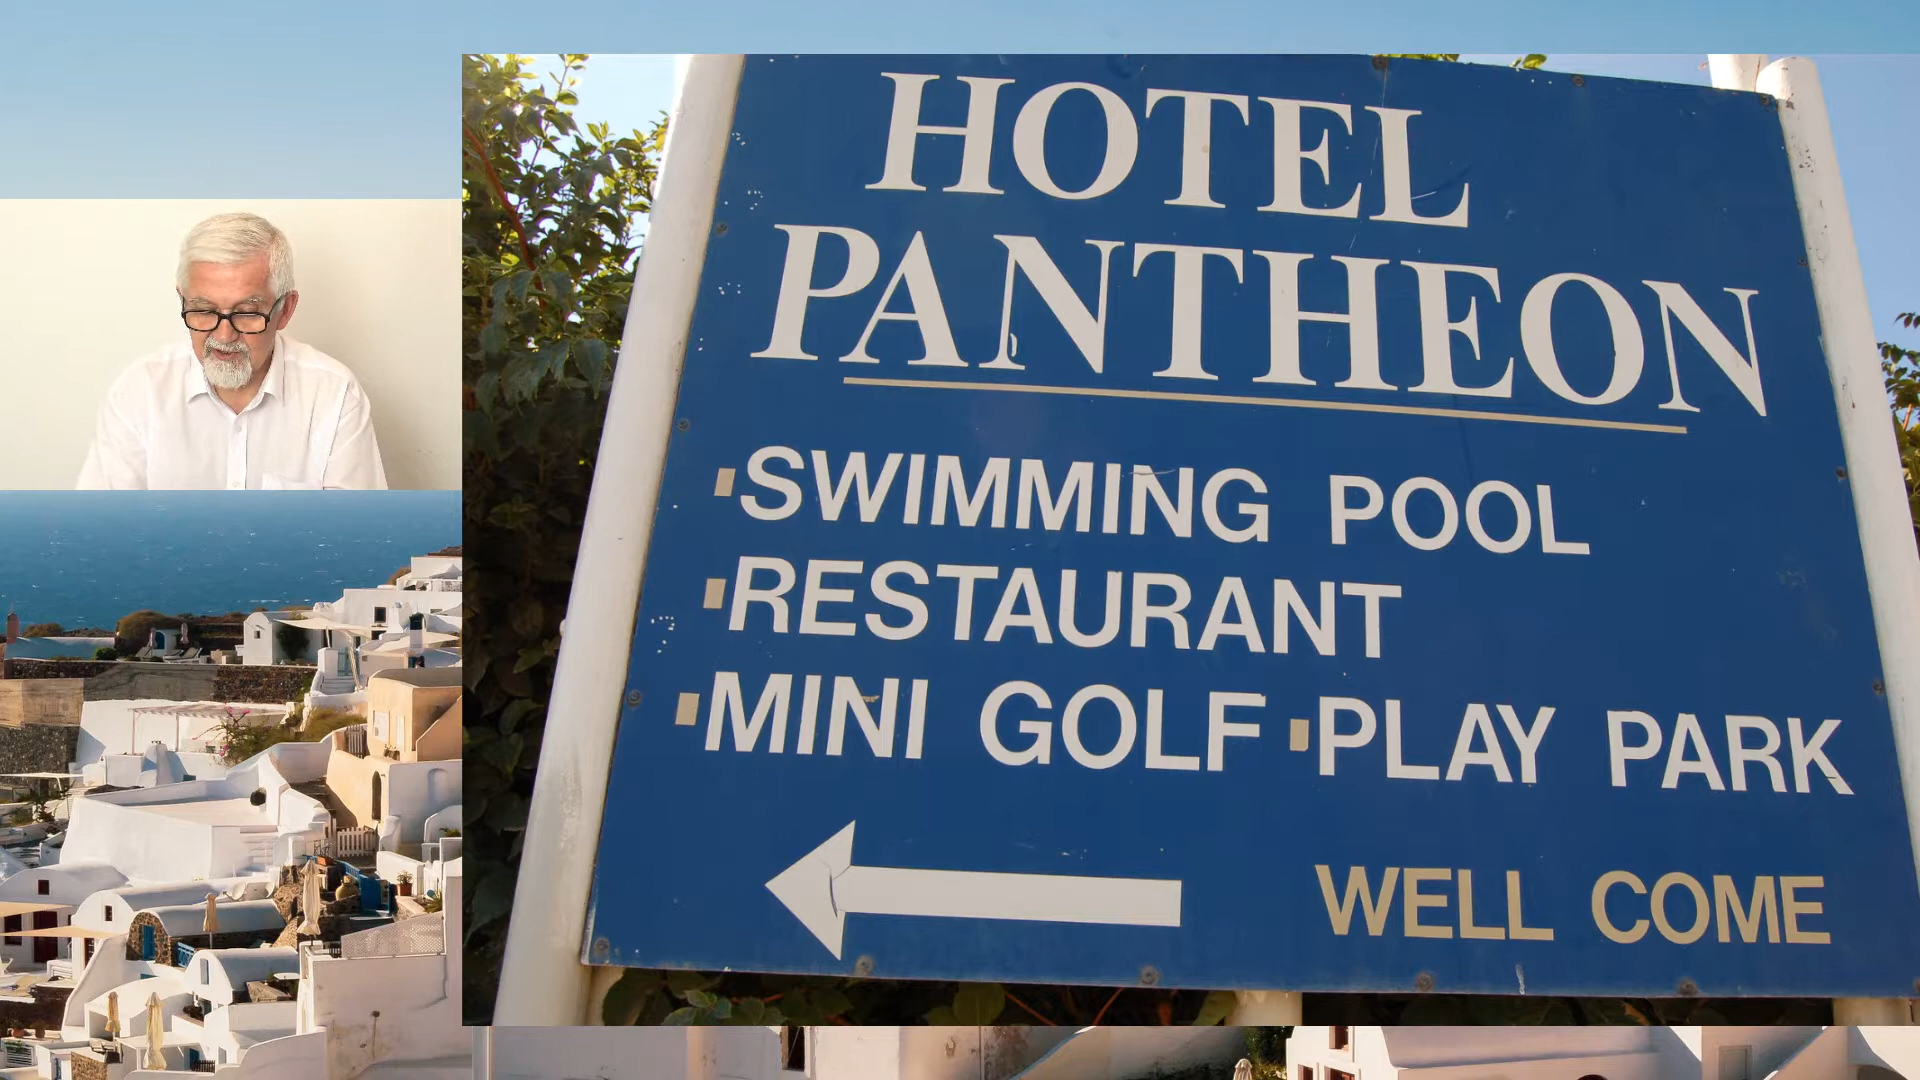 HOTEL
PANTHEON
SWIMMING POOL
RESTAURANT
MINI GOLF PLAY PARK
WELL COME